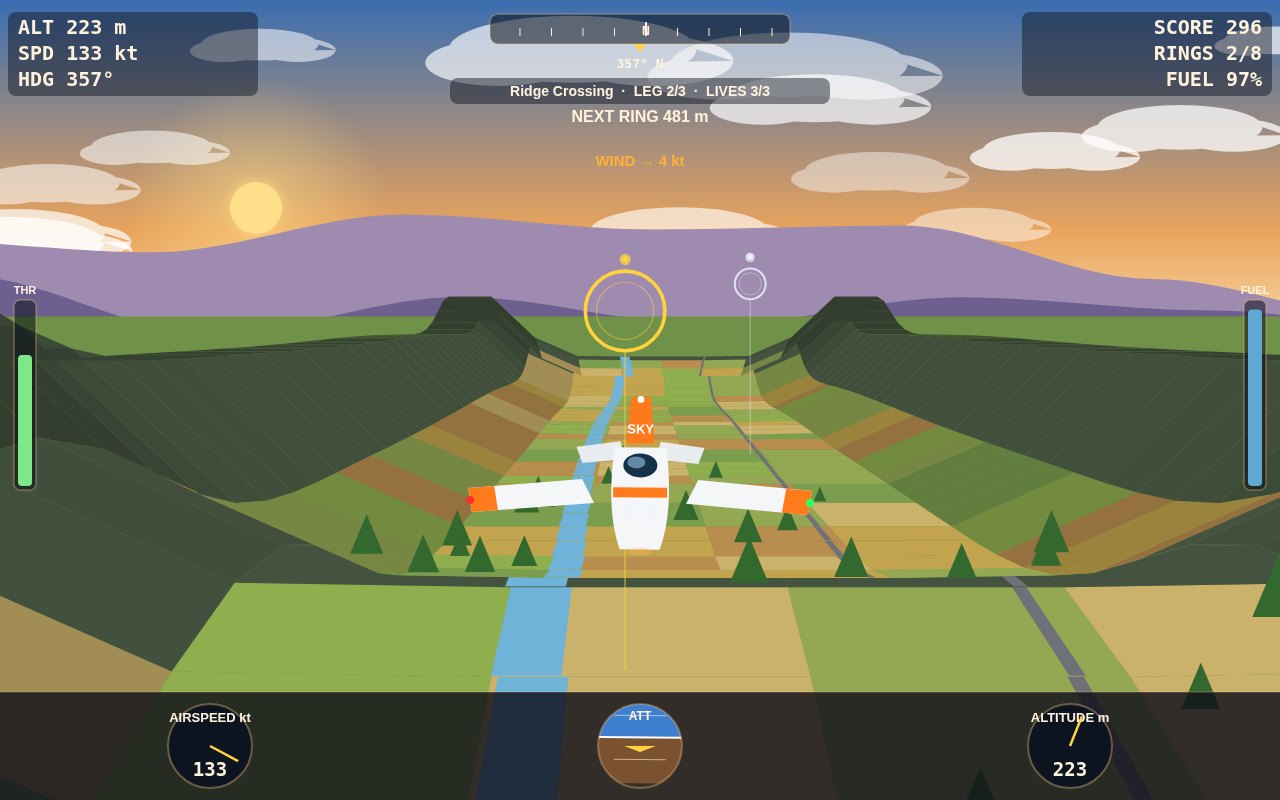 ALT 223 m
SPD 133 kt
HDG 357°
N
357° N
Ridge Crossing · LEG 2/3 · LIVES 3/3
NEXT RING 481 m
WIND → 4 kt
SCORE 296
RINGS 2/8
FUEL 97%
THR
FUEL
SKY
AIRSPEED kt
133
ATT
ALTITUDE m
223